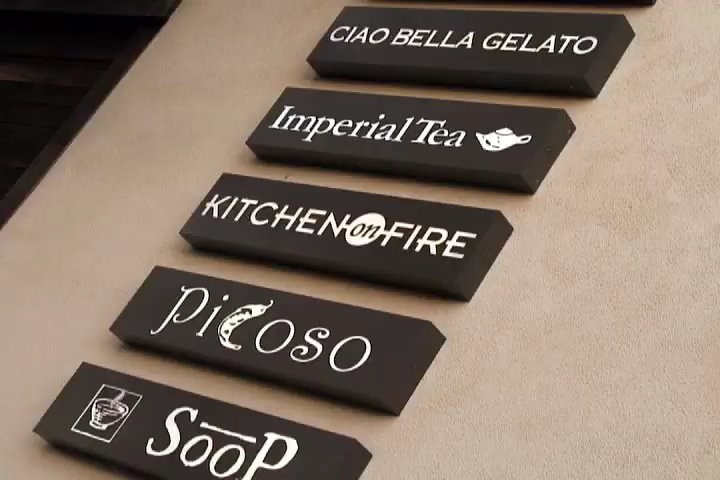 CIAO BELLA GELATO
Imperial Tea
KITCHEN on FIRE
Picoso
SooP